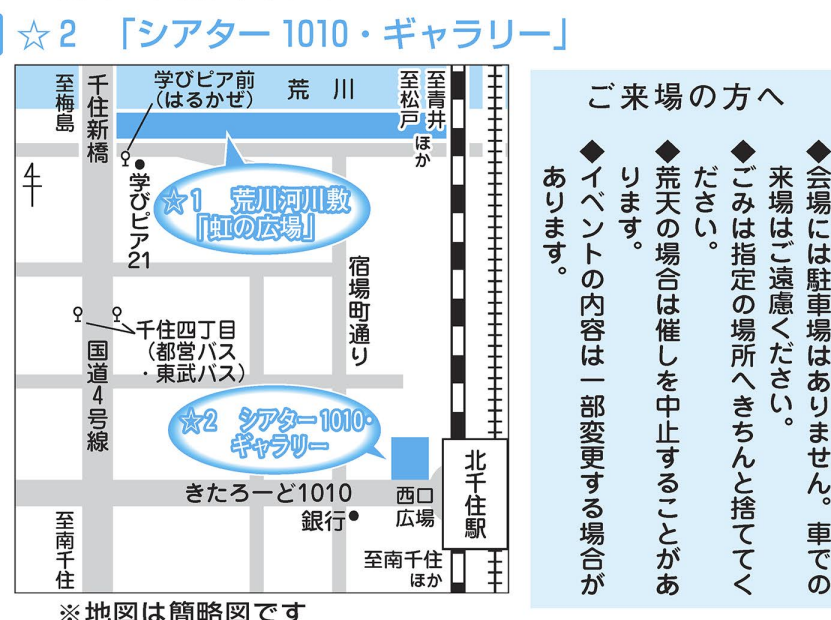 ☆2 「シアター1010・ギャラリー」
至梅島
千住新橋
学びピア前
（はるかぜ）
荒川
至松戸
至青井
ほか
学びピア21
☆1 荒川河川敷
「虹の広場」
宿場町通り
千住四丁目
（都営バス
・東武バス）
国道4号線
☆2 シアター1010・
ギャラリー
きたろーど1010
銀行
西口
広場
北千住駅
至南千住
至南千住
ほか
※地図は簡略図です
ご来場の方へ
◆会場には駐車場はありません。車での
来場はご遠慮ください。
◆ごみは指定の場所へきちんと捨ててく
ださい。
◆荒天の場合は催しを中止することがあ
ります。
◆イベントの内容は一部変更する場合が
あります。